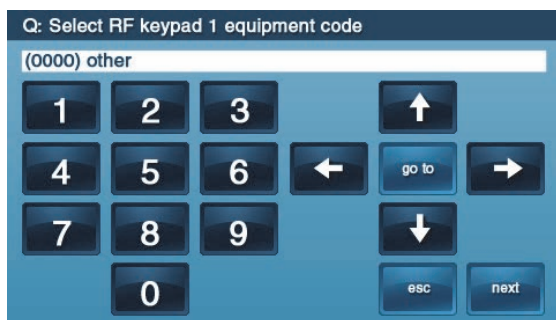 Q: Select RF keypad 1 equipment code
(0000) other
1 2 3
4 5 6 go to
7 8 9
0 esc next